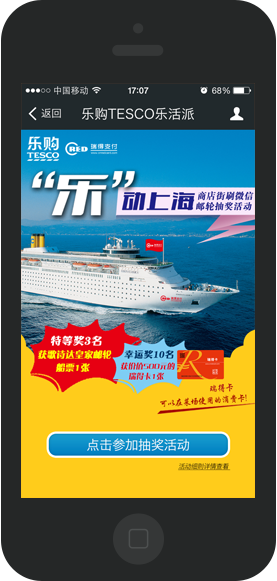 中国移动 17:07 68%
返回 乐购TESCO乐活派
乐购
TESCO
RED 瑞得支付
“乐”动上海
商店街刷微信
邮轮抽奖活动
特等奖3名
获歌诗达皇家邮轮
船票1张
幸运奖10名
获价值500元的
瑞得卡1张
瑞得卡
可以在菜场使用的消费卡!
点击参加抽奖活动
活动细则详情查看